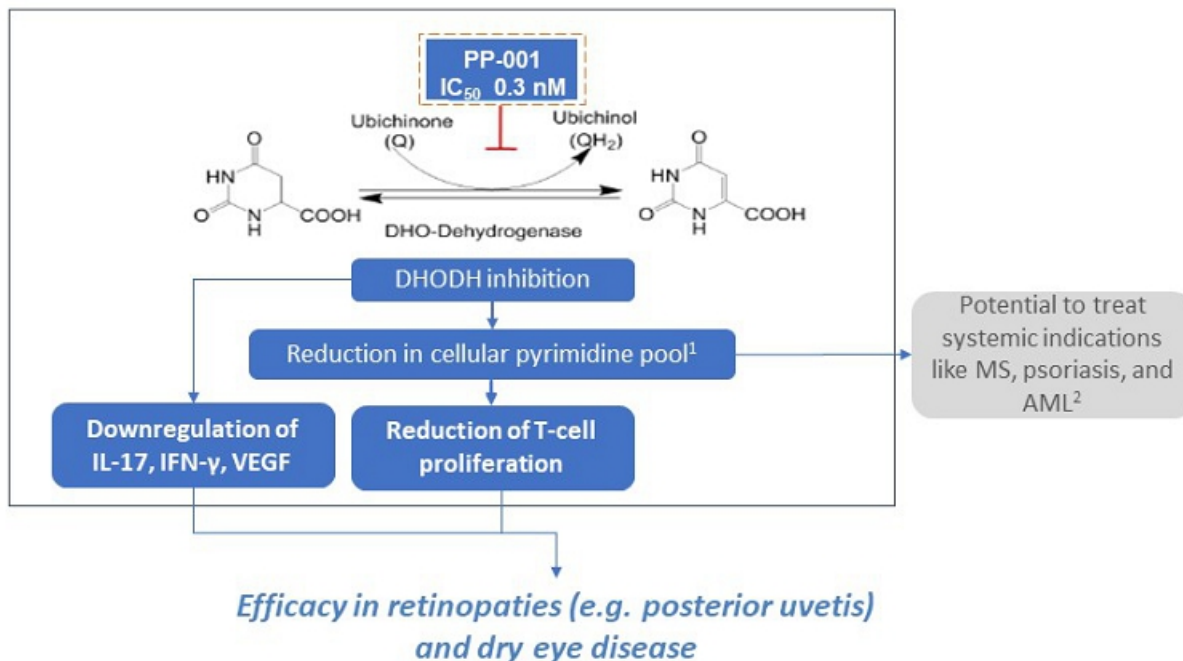 PP-001
IC₅₀ 0.3 nM
Ubichinone
(Q)
Ubichinol
(QH₂)
O
HN
O
N
H
COOH
O
HN
O
N
H
COOH
DHO-Dehydrogenase
DHODH inhibition
Reduction in cellular pyrimidine pool¹
Potential to treat
systemic indications
like MS, psoriasis, and
AML²
Downregulation of
IL-17, IFN-γ, VEGF
Reduction of T-cell
proliferation
Efficacy in retinopaties (e.g. posterior uvetis)
and dry eye disease